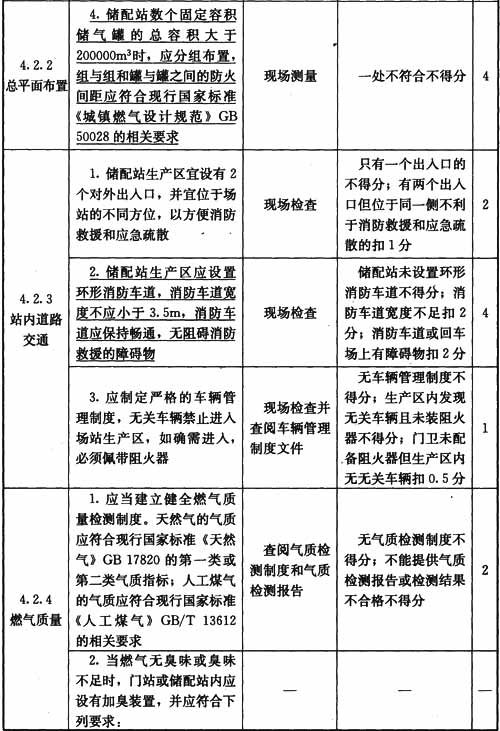 4.2.2
总平面布置
4. 储配站数个固定容积
储气罐的总容积大于
200000m³时，应分组布置，
组与组和罐与罐之间的防火
间距应符合现行国家标准
《城镇燃气设计规范》GB
50028 的相关要求
现场测量
一处不符合不得分
4
4.2.3
站内道路
交通
1. 储配站生产区宜设有 2
个对外出入口，并宜位于场
站的不同方位，以方便消防
救援和应急疏散
现场检查
只有一个出入口的
不得分；有两个出入
口但位于同一侧不利
于消防救援和应急疏
散的扣 1 分
2
2. 储配站生产区应设置
环形消防车道，消防车道宽
度不应小于 3.5m，消防车
道应保持畅通，无阻碍消防
救援的障碍物
现场检查
储配站未设置环形
消防车道不得分；消
防车道宽度不足扣 2
分；消防车道或回车
场上有障碍物扣 2 分
4
3. 应制定严格的车辆管
理制度，无关车辆禁止进入
场站生产区，如确需进入，
必须佩带阻火器
现场检查并
查阅车辆管理
制度文件
无车辆管理制度不
得分；生产区内发现
无关车辆且未装阻火
器不得分；门卫未配
备阻火器但生产区内
无无关车辆扣 0.5 分
1
4.2.4
燃气质量
1. 应当建立健全燃气质
量检测制度。天然气的气质
应符合现行国家标准《天然
气》GB 17820 的第一类或
第二类气质指标；人工煤气
的气质应符合现行国家标准
《人工煤气》GB/T 13612
的相关要求
查阅气质检
测制度和气质
检测报告
无气质检测制度不
得分；不能提供气质
检测报告或检测结果
不合格不得分
2
2. 当燃气无臭味或臭味
不足时，门站或储配站内应
设有加臭装置，并应符合下
列要求：
—
—
—